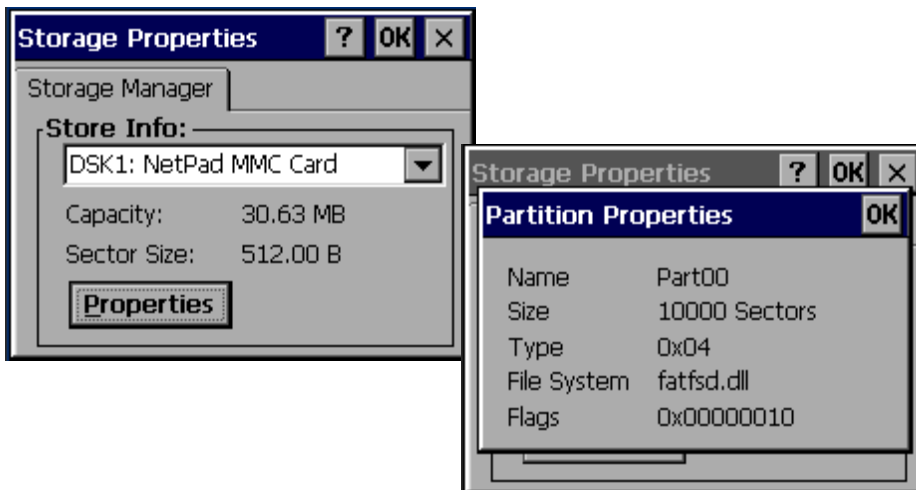 Storage Properties ? OK ×
Storage Manager
Store Info:
DSK1: NetPad MMC Card
Capacity: 30.63 MB
Sector Size: 512.00 B
Properties
Storage Properties ? OK ×
Partition Properties OK
Name Part00
Size 10000 Sectors
Type 0x04
File System fatfsd.dll
Flags 0x00000010